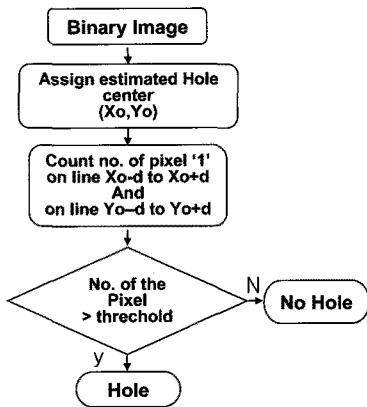 Binary Image
Assign estimated Hole
center
(Xo,Yo)
Count no. of pixel ‘1’
on line Xo-d to Xo+d
And
on line Yo–d to Yo+d
No. of the
Pixel
> threchold
N
No Hole
y
Hole